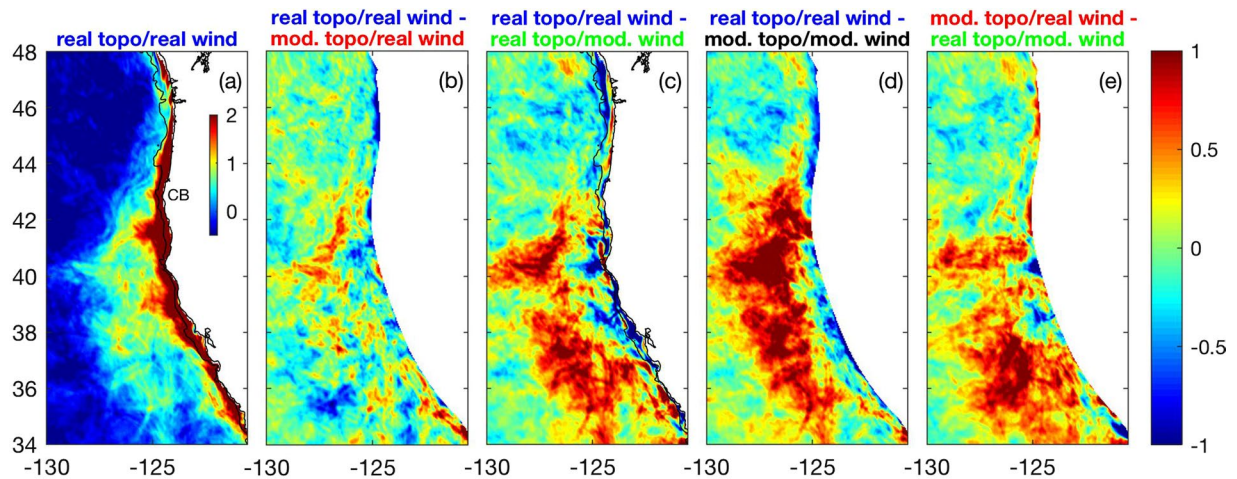 real topo/real wind
real topo/real wind -
mod. topo/real wind
real topo/real wind -
real topo/mod. wind
real topo/real wind -
mod. topo/mod. wind
mod. topo/real wind -
real topo/mod. wind
48
46
44
42
40
38
36
34
(a)
(b)
(c)
(d)
(e)
2
1
0
CB
1
0.5
0
-0.5
-1
-130
-125
-130
-125
-130
-125
-130
-125
-130
-125